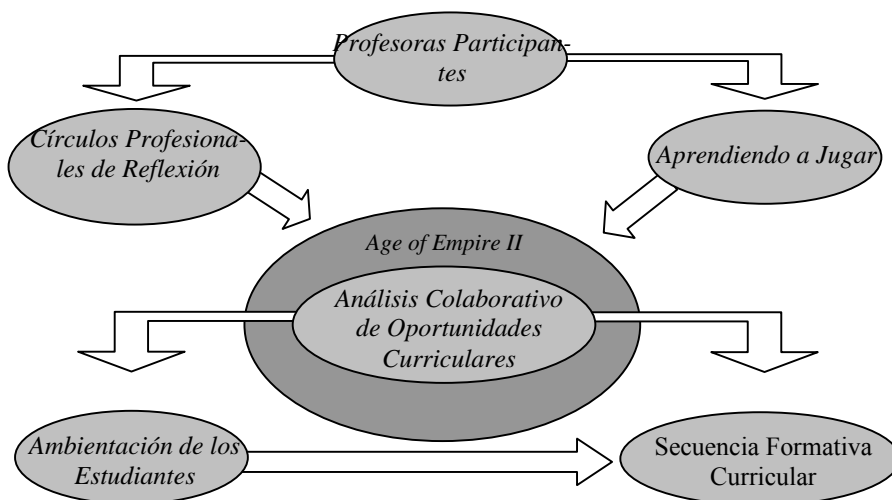 Profesoras Participan-
tes
Círculos Profesiona-
les de Reflexión
Aprendiendo a Jugar
Age of Empire II
Análisis Colaborativo
de Oportunidades
Curriculares
Ambientación de los
Estudiantes
Secuencia Formativa
Curricular